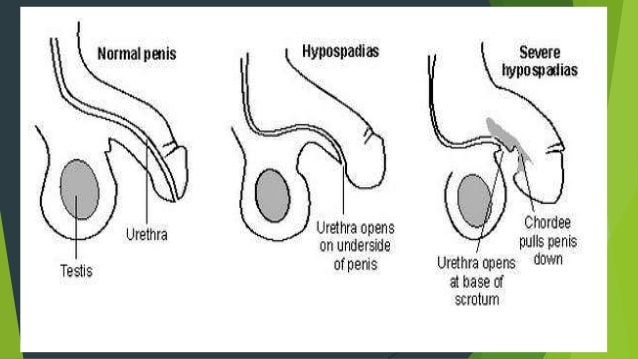 Normal penis
Hypospadias
Severe
hypospadias
Urethra
Testis
Urethra opens
on underside
of penis
Urethra opens
at base of
scrotum
Chordee
pulls penis
down